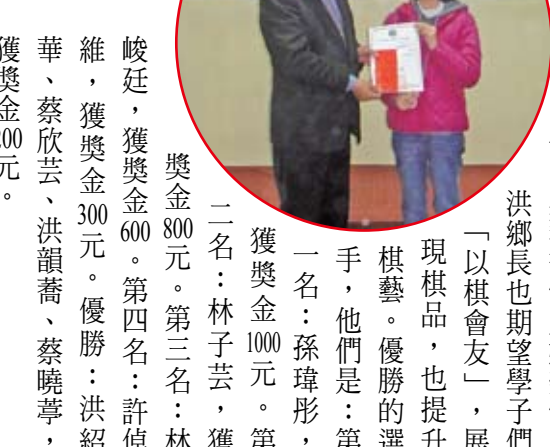 洪鄉長也期望學子們
「以棋會友」，展
現棋品，也提升
棋藝。優勝的選
手，他們是：第
一名：孫瑋彤，
獲獎金1000元。第
二名：林子芸，獲
獎金800元。第三名：林
峻廷，獲獎金600。第四名：許偵
維，獲獎金300元。優勝：洪紹
華、蔡欣芸、洪韻蕎、蔡曉葶，
獲獎金200元。